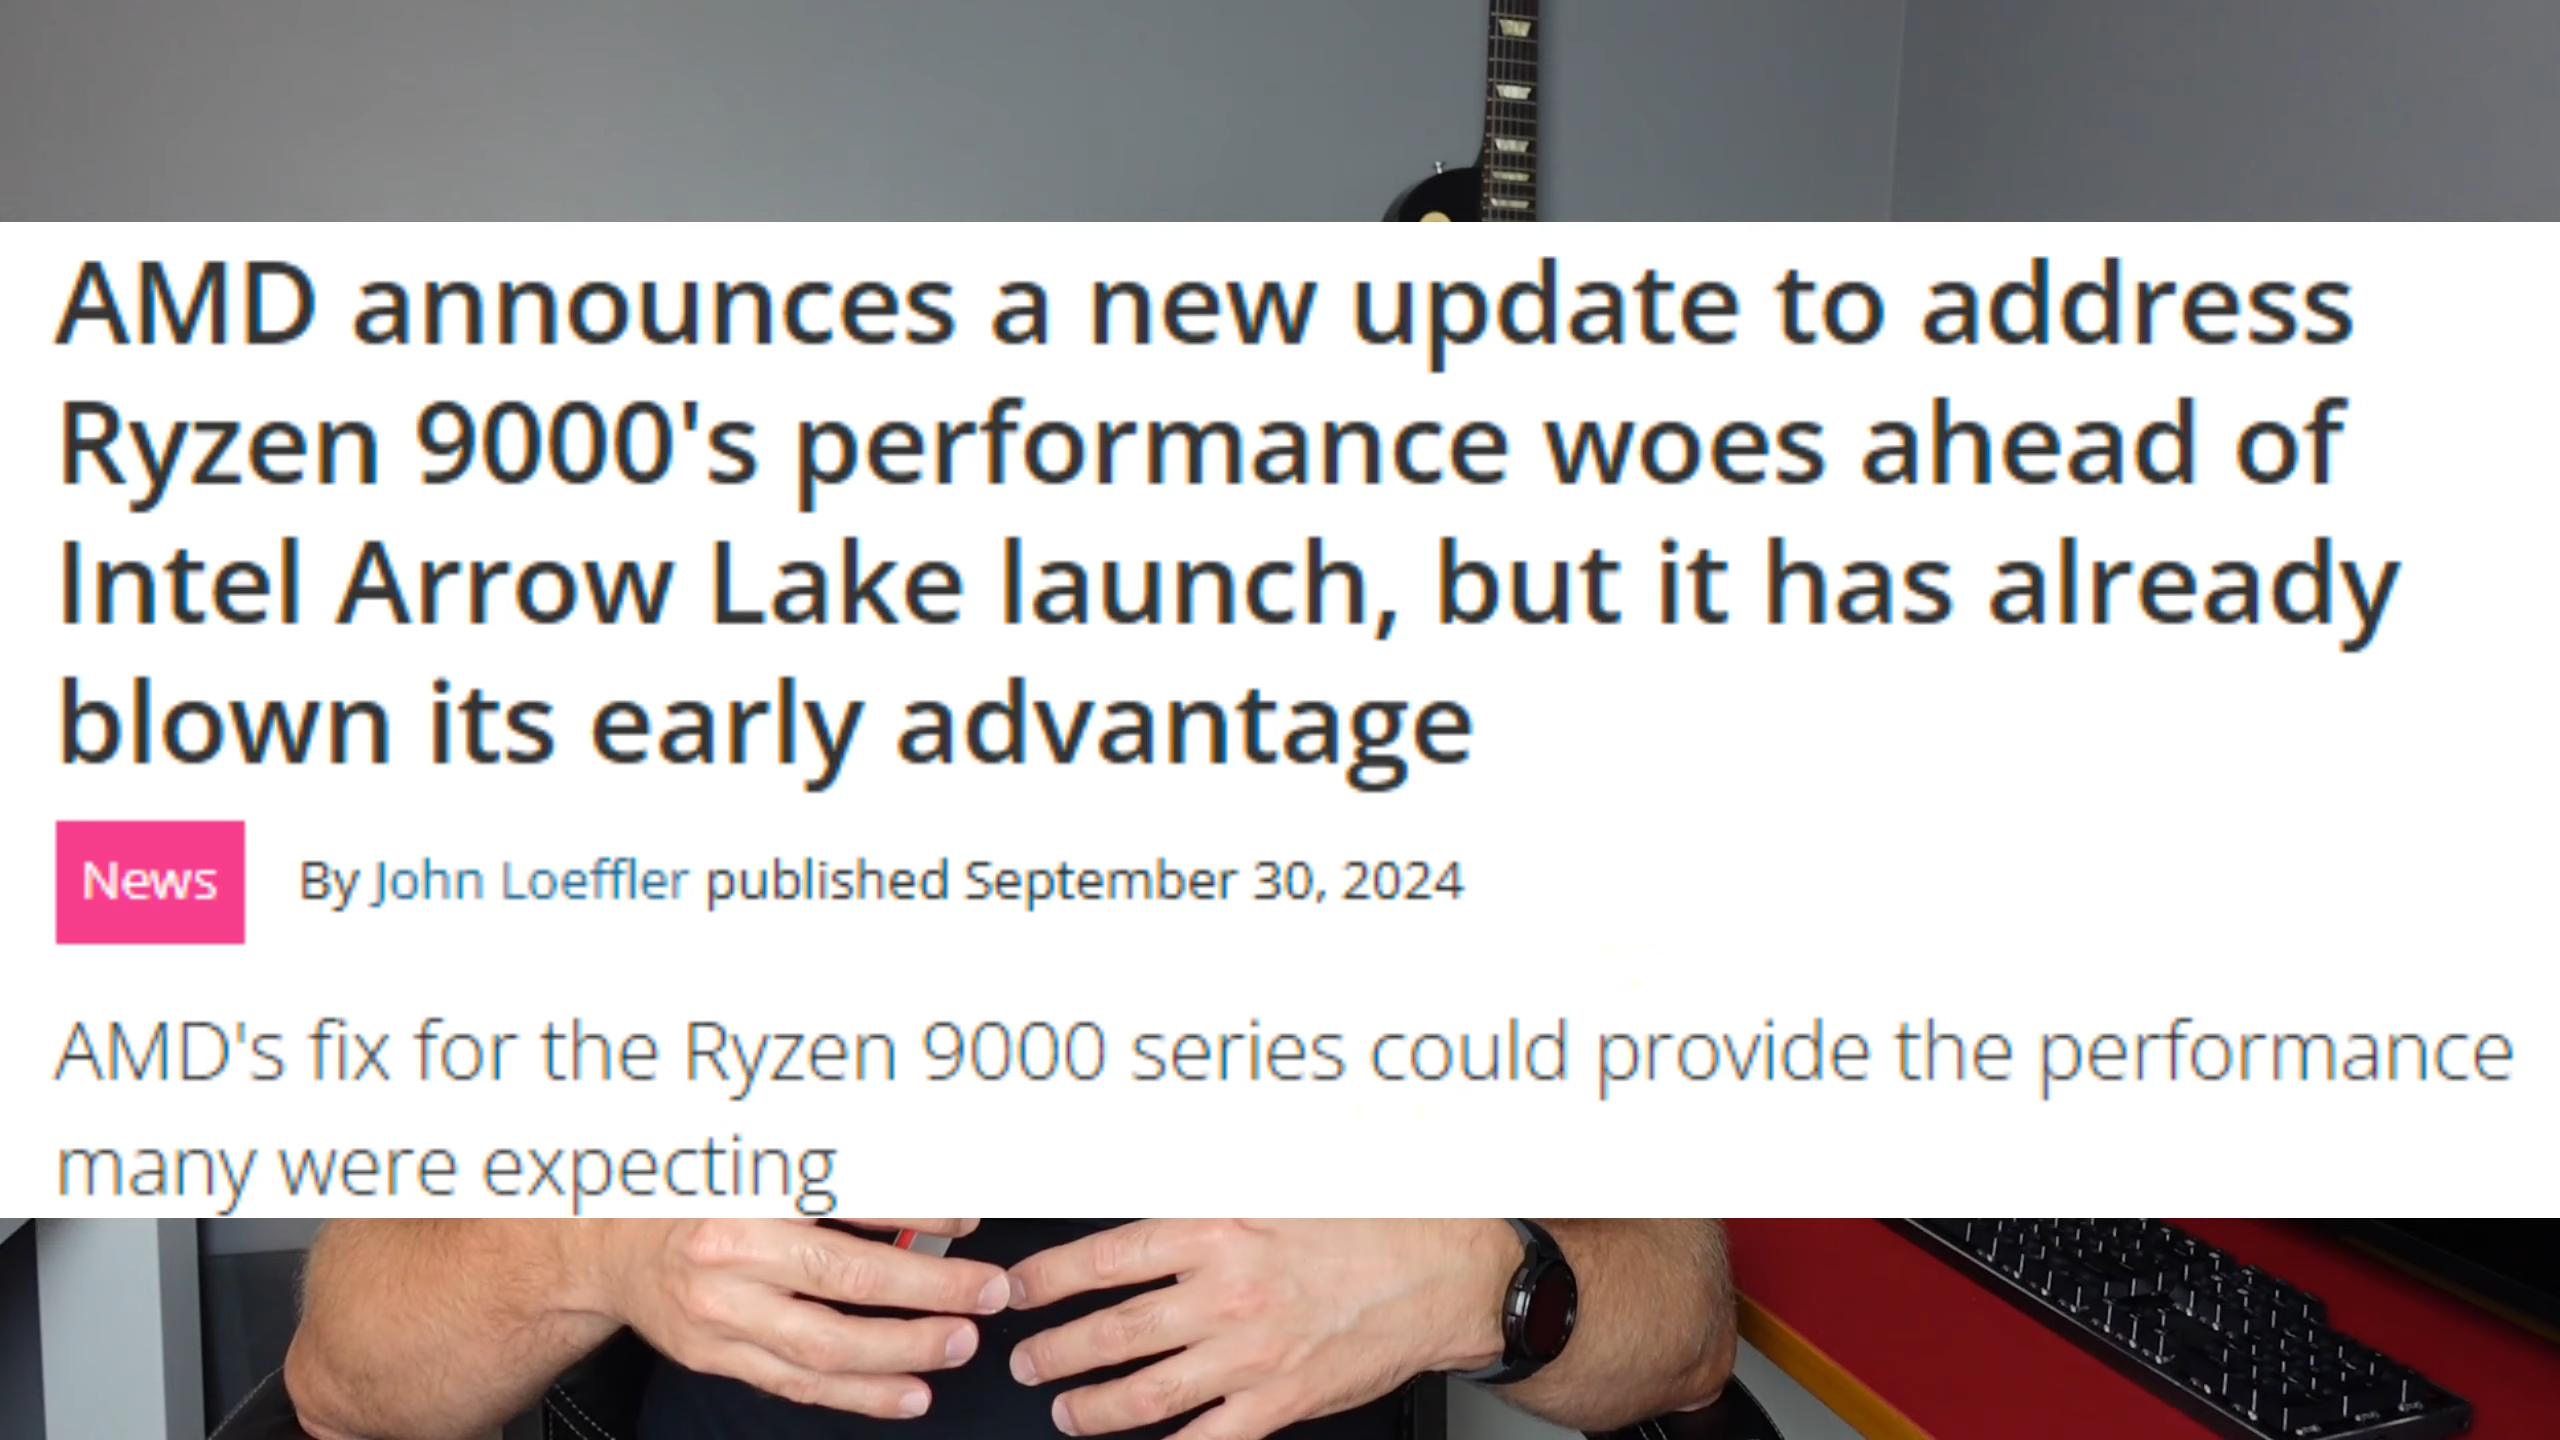 AMD announces a new update to address
Ryzen 9000's performance woes ahead of
Intel Arrow Lake launch, but it has already
blown its early advantage
News By John Loeffler published September 30, 2024
AMD's fix for the Ryzen 9000 series could provide the performance
many were expecting